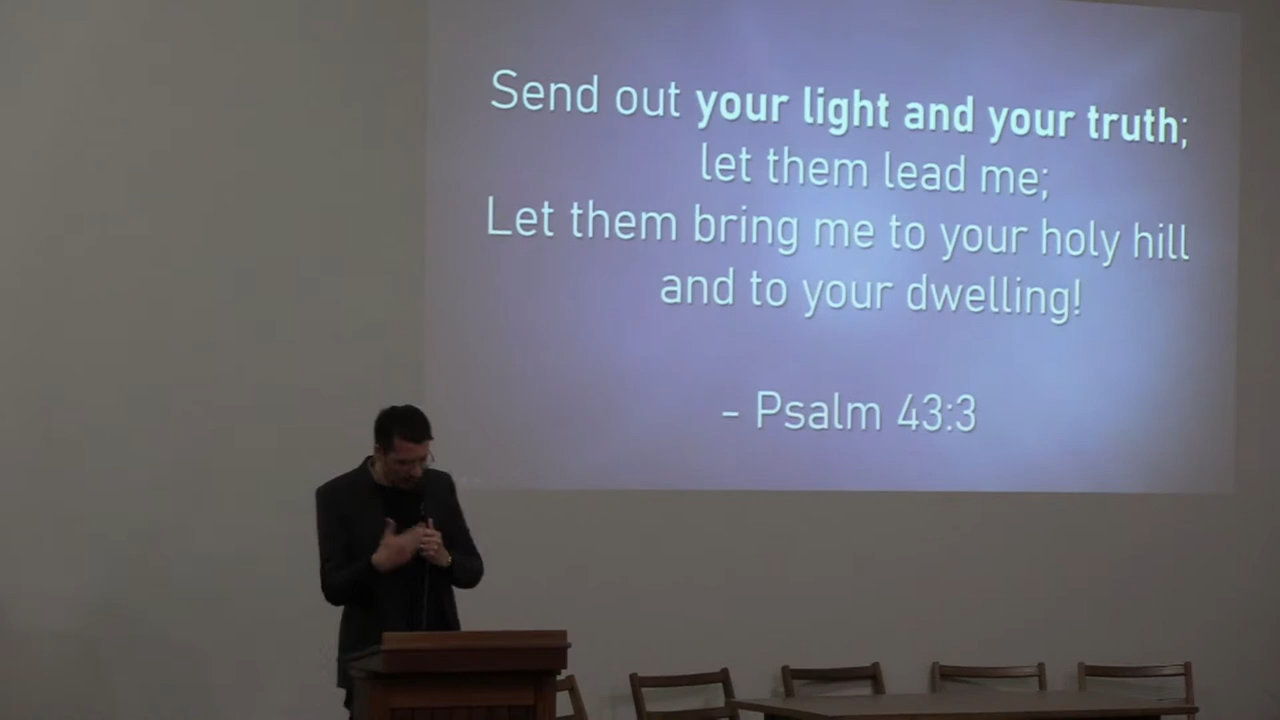 Send out your light and your truth;
let them lead me;
Let them bring me to your holy hill
and to your dwelling!
- Psalm 43:3